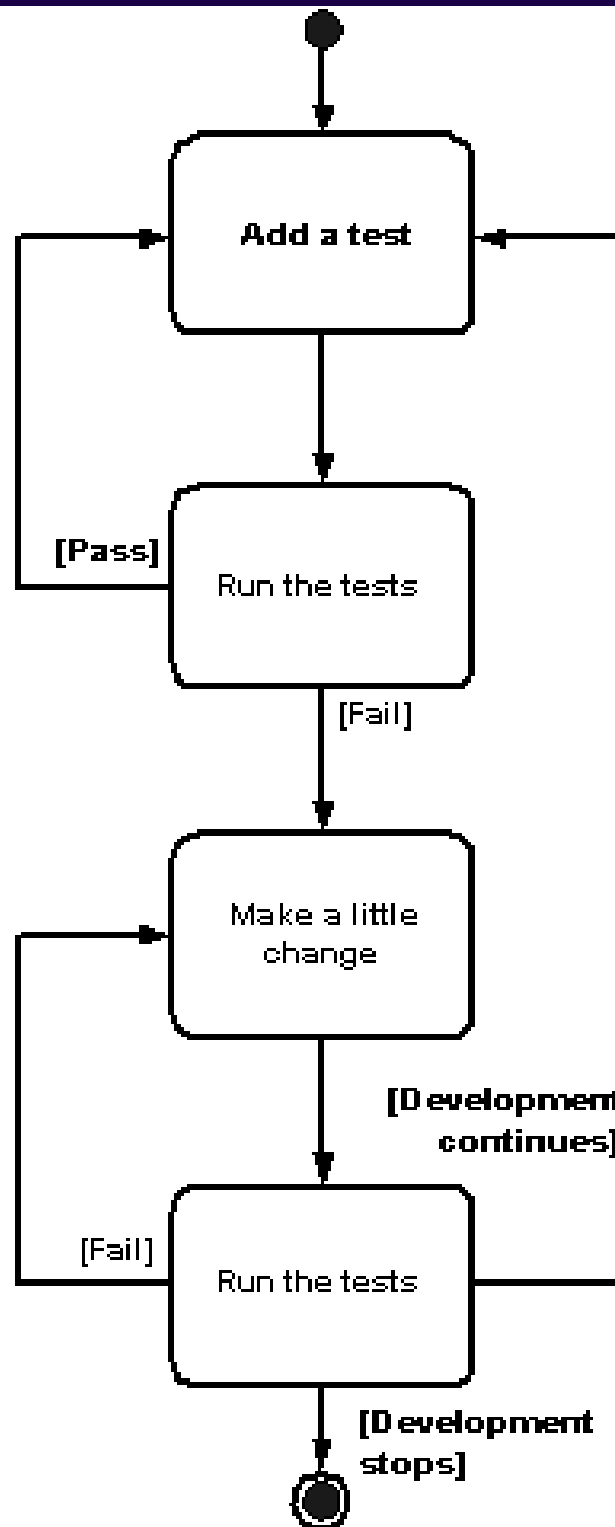 Add a test
[Pass]
Run the tests
[Fail]
Make a little
change
[Development
continues]
[Fail]
Run the tests
[Development
stops]